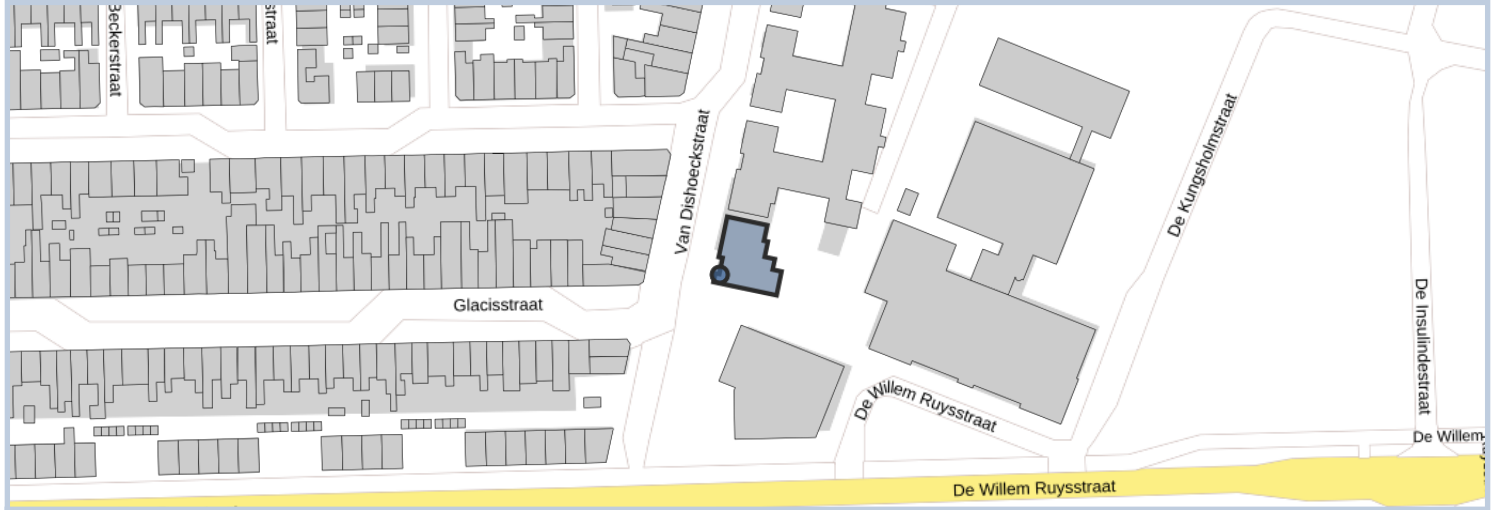 Beckerstraat
straat
Van Dishoeckstraat
De Kungsholmstraat
Glacisstraat
De Insulindestraat
De Willem Ruysstraat
De Willem
De Willem Ruysstraat